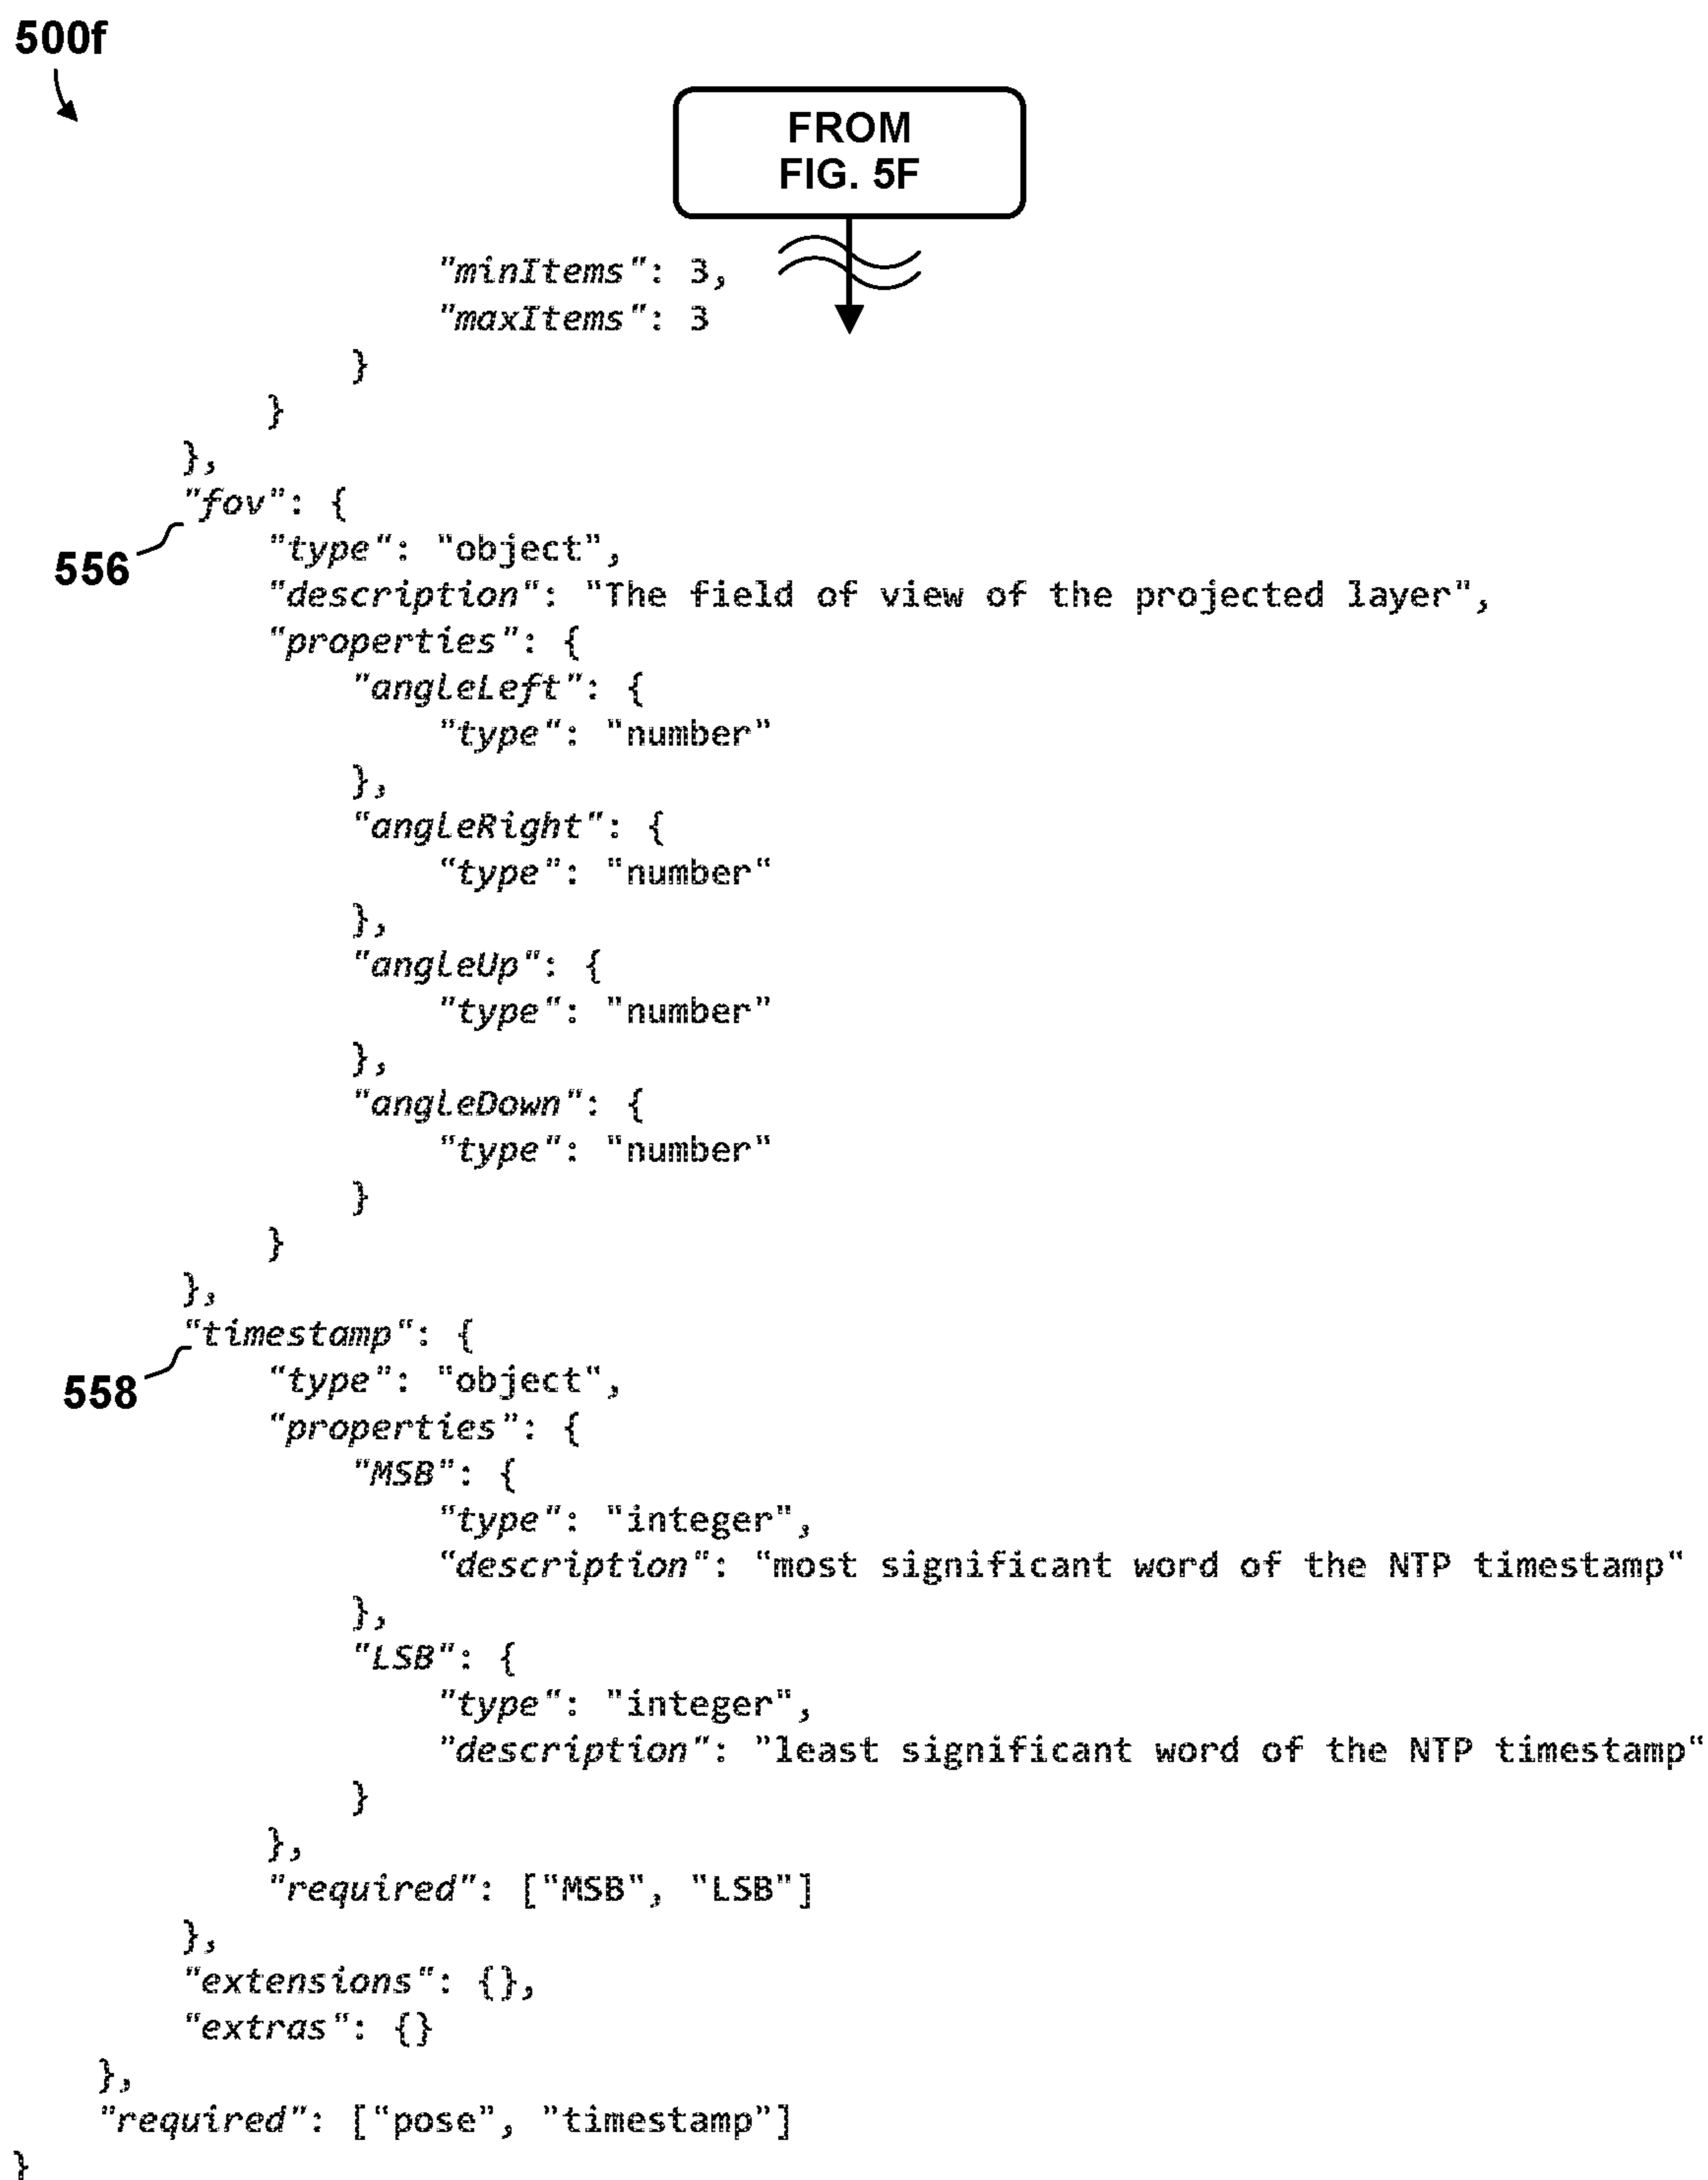 500f
FROM
FIG. 5F
"minItems": 3,
"maxItems": 3
}
}
},
"fov": {
556
"type": "object",
"description": "The field of view of the projected layer",
"properties": {
"angleLeft": {
"type": "number"
},
"angleRight": {
"type": "number"
},
"angleUp": {
"type": "number"
},
"angleDown": {
"type": "number"
}
}
},
"timestamp": {
558
"type": "object",
"properties": {
"MSB": {
"type": "integer",
"description": "most significant word of the NTP timestamp"
},
"LSB": {
"type": "integer",
"description": "least significant word of the NTP timestamp"
}
},
"required": ["MSB", "LSB"]
},
"extensions": {},
"extras": {}
},
"required": ["pose", "timestamp"]
}